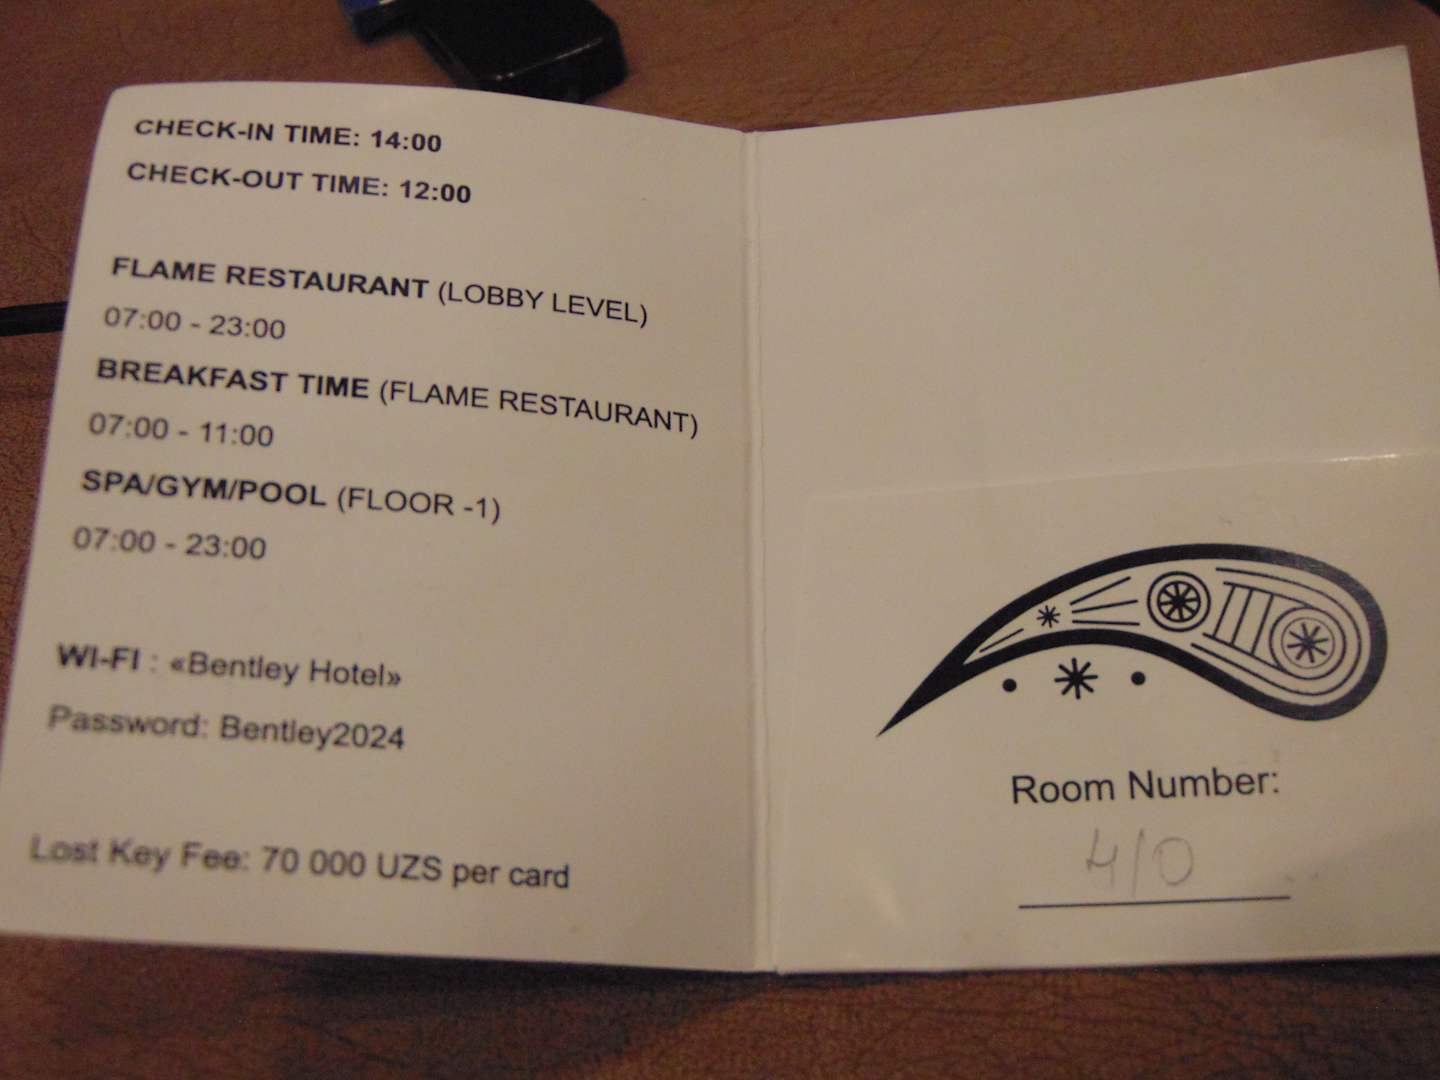 CHECK-IN TIME: 14:00
CHECK-OUT TIME: 12:00
FLAME RESTAURANT (LOBBY LEVEL)
07:00 - 23:00
BREAKFAST TIME (FLAME RESTAURANT)
07:00 - 11:00
SPA/GYM/POOL (FLOOR -1)
07:00 - 23:00
WI-FI : «Bentley Hotel»
Password: Bentley2024
Lost Key Fee: 70 000 UZS per card
Room Number:
410